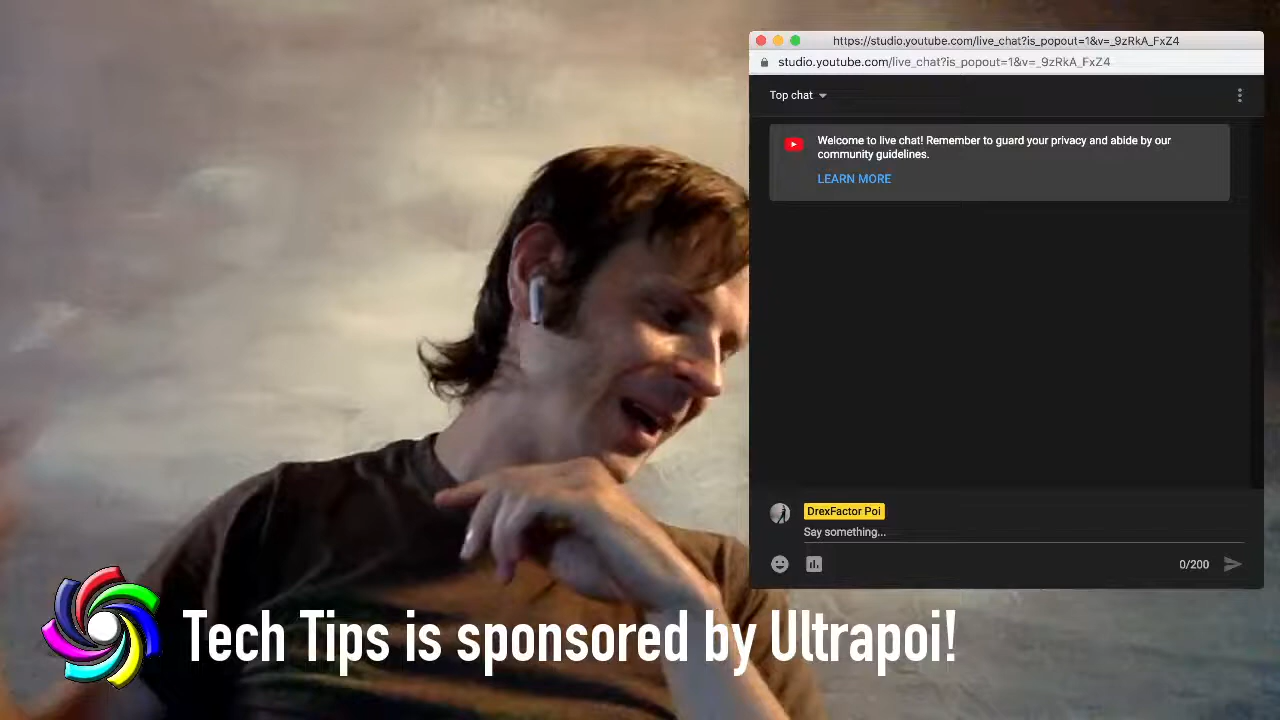 https://studio.youtube.com/live_chat?is_popout=1&v=_9zRkA_FxZ4
studio.youtube.com/live_chat?is_popout=1&v=_9zRkA_FxZ4
Top chat
Welcome to live chat! Remember to guard your privacy and abide by our
community guidelines.
LEARN MORE
DrexFactor Poi
Say something...
0/200
Tech Tips is sponsored by Ultrapoi!